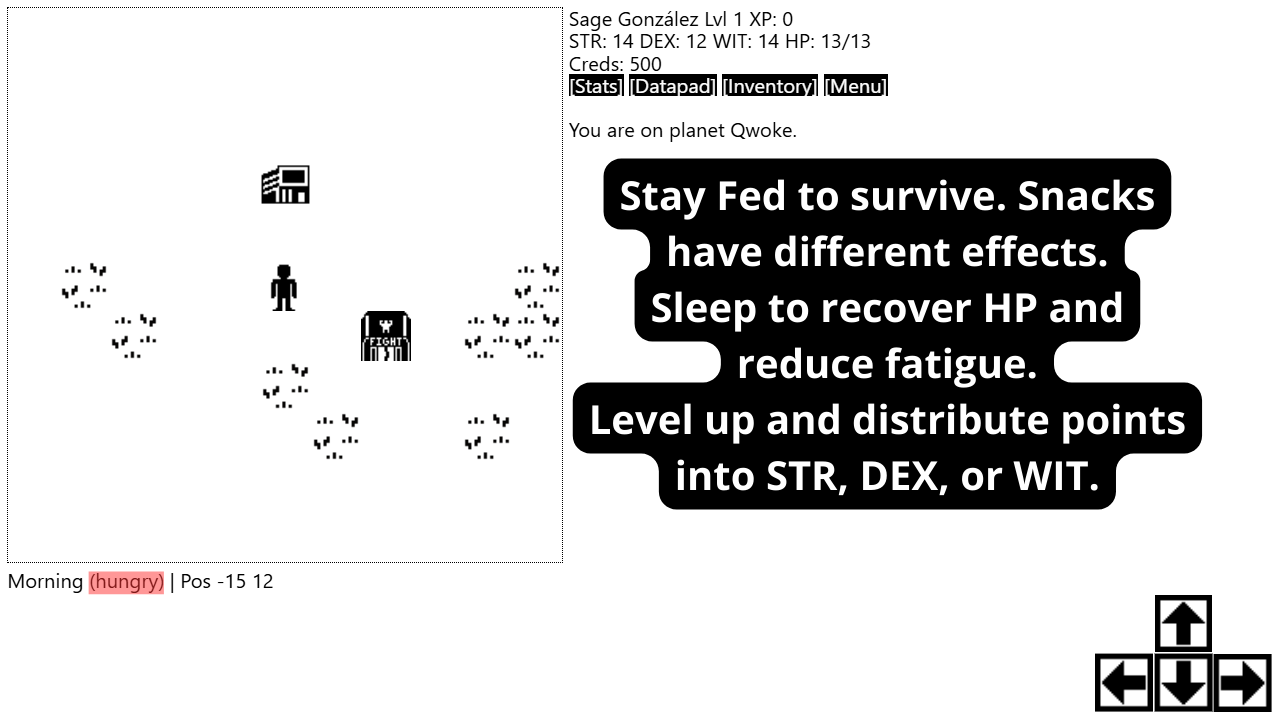 Sage González Lvl 1 XP: 0
STR: 14 DEX: 12 WIT: 14 HP: 13/13
Creds: 500
[Stats] [Datapad] [Inventory] [Menu]
You are on planet Qwoke.
Stay Fed to survive. Snacks
have different effects.
Sleep to recover HP and
reduce fatigue.
Level up and distribute points
into STR, DEX, or WIT.
FIGHT
Morning (hungry) | Pos -15 12